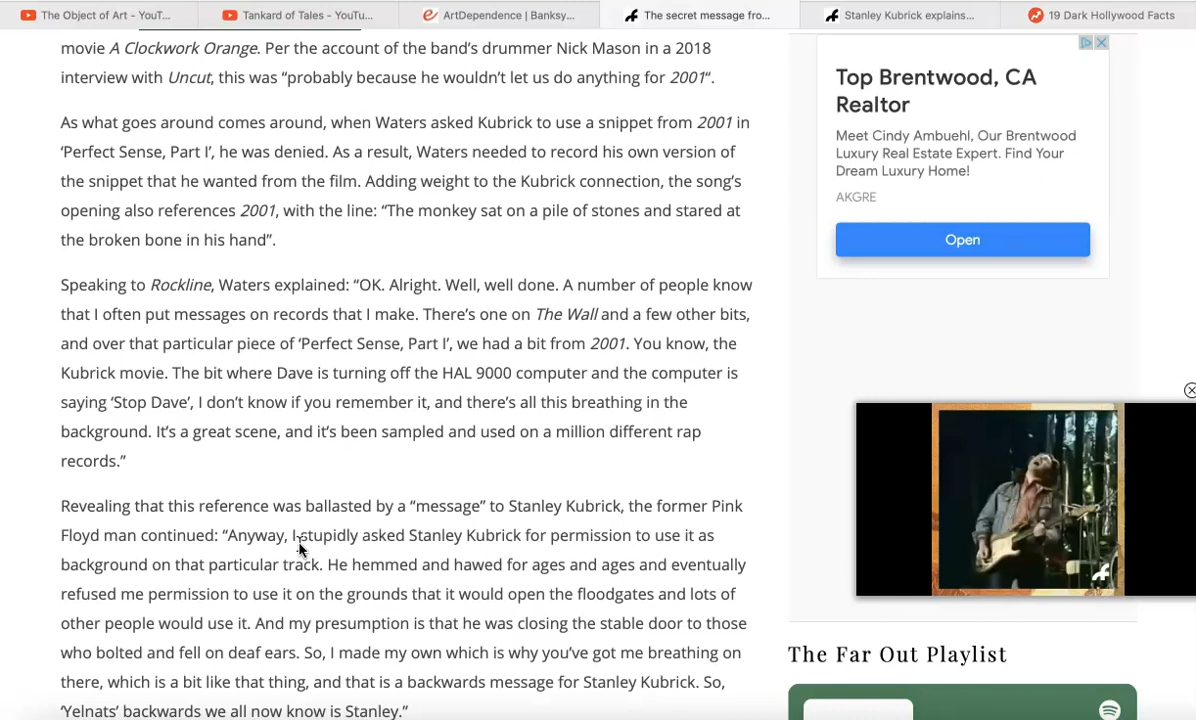 The Object of Art - YouT...
Tankard of Tales - YouTu...
ArtDependence | Banksy...
The secret message fro...
Stanley Kubrick explains...
19 Dark Hollywood Facts
movie A Clockwork Orange. Per the account of the band’s drummer Nick Mason in a 2018
interview with Uncut, this was “probably because he wouldn’t let us do anything for 2001“.
As what goes around comes around, when Waters asked Kubrick to use a snippet from 2001 in
‘Perfect Sense, Part I’, he was denied. As a result, Waters needed to record his own version of
the snippet that he wanted from the film. Adding weight to the Kubrick connection, the song’s
opening also references 2001, with the line: “The monkey sat on a pile of stones and stared at
the broken bone in his hand”.
Speaking to Rockline, Waters explained: “OK. Alright. Well, well done. A number of people know
that I often put messages on records that I make. There’s one on The Wall and a few other bits,
and over that particular piece of ‘Perfect Sense, Part I’, we had a bit from 2001. You know, the
Kubrick movie. The bit where Dave is turning off the HAL 9000 computer and the computer is
saying ‘Stop Dave’, I don’t know if you remember it, and there’s all this breathing in the
background. It’s a great scene, and it’s been sampled and used on a million different rap
records.”
Revealing that this reference was ballasted by a “message” to Stanley Kubrick, the former Pink
Floyd man continued: “Anyway, I stupidly asked Stanley Kubrick for permission to use it as
background on that particular track. He hemmed and hawed for ages and ages and eventually
refused me permission to use it on the grounds that it would open the floodgates and lots of
other people would use it. And my presumption is that he was closing the stable door to those
who bolted and fell on deaf ears. So, I made my own which is why you’ve got me breathing on
there, which is a bit like that thing, and that is a backwards message for Stanley Kubrick. So,
‘Yelnats’ backwards we all now know is Stanley.”
Top Brentwood, CA
Realtor
Meet Cindy Ambuehl, Our Brentwood
Luxury Real Estate Expert. Find Your
Dream Luxury Home!
AKGRE
Open
The Far Out Playlist